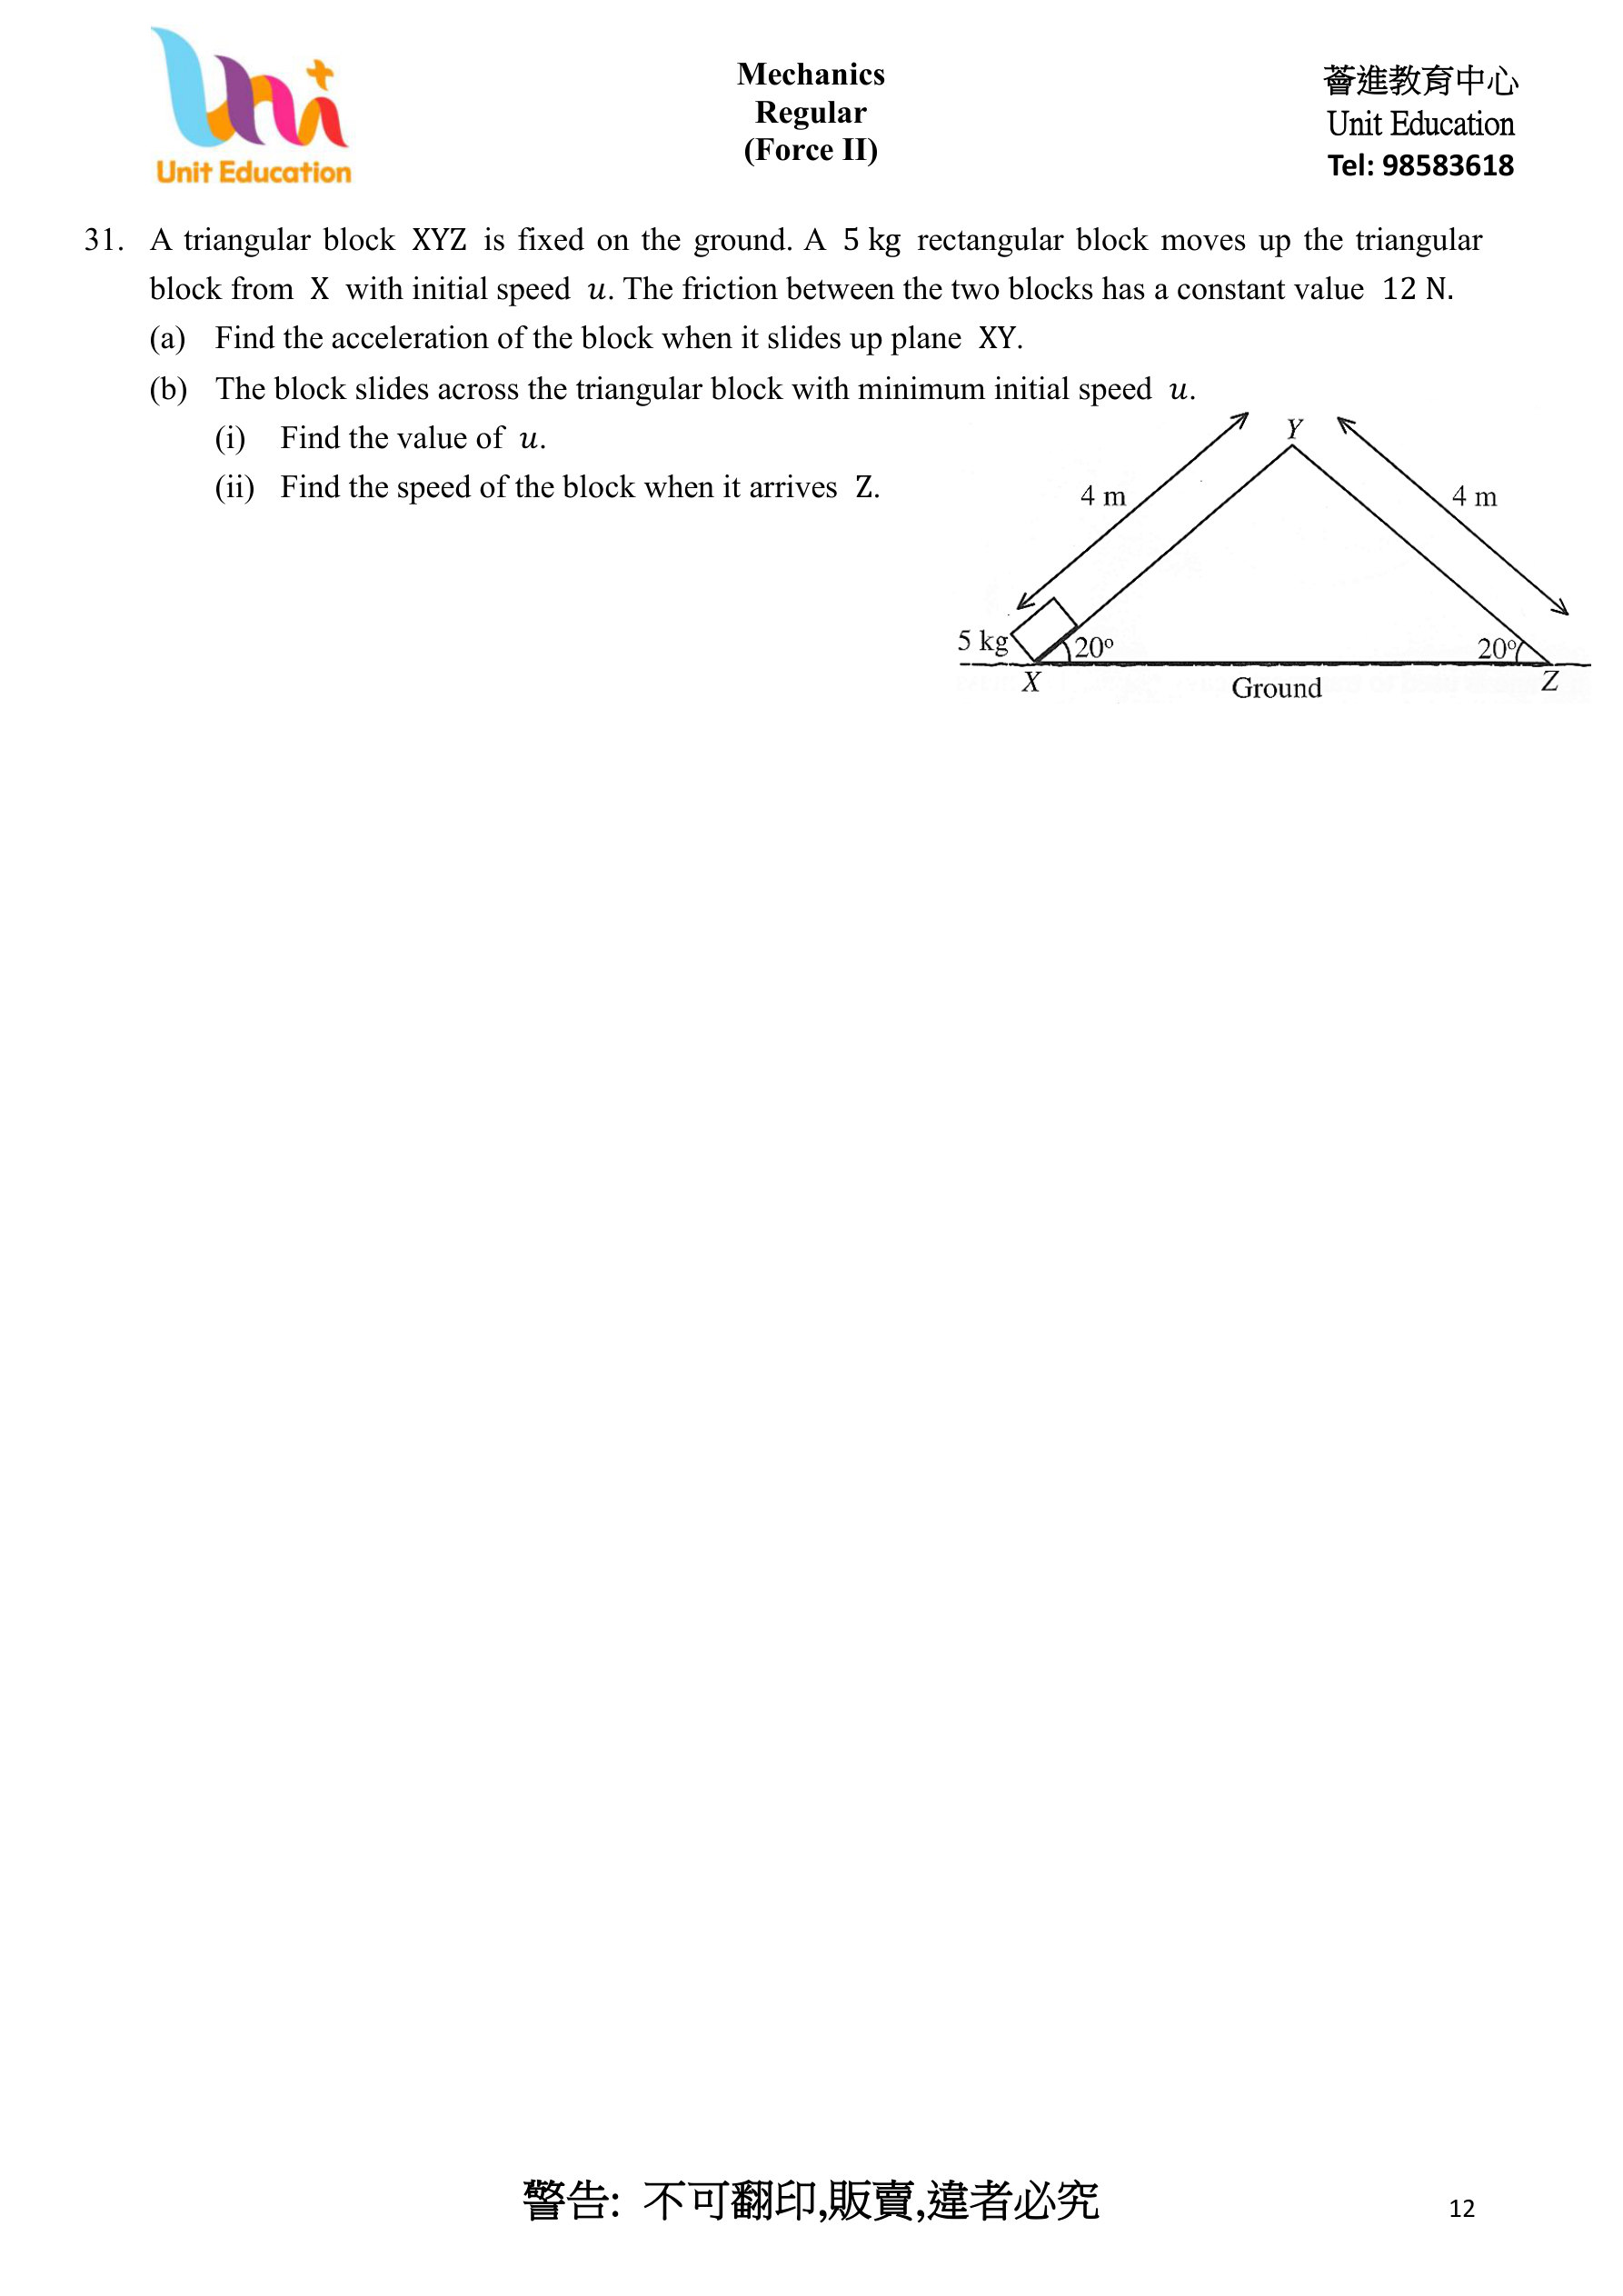 Uni+
Unit Education
Mechanics
Regular
(Force II)
薈進教育中心
Unit Education
Tel: 98583618
31. A triangular block XYZ is fixed on the ground. A 5 kg rectangular block moves up the triangular
block from X with initial speed u. The friction between the two blocks has a constant value 12 N.
(a) Find the acceleration of the block when it slides up plane XY.
(b) The block slides across the triangular block with minimum initial speed u.
(i) Find the value of u.
(ii) Find the speed of the block when it arrives Z.
Y
4 m
4 m
5 kg
20º
20º
X
Ground
Z
警告: 不可翻印,販賣,違者必究
12